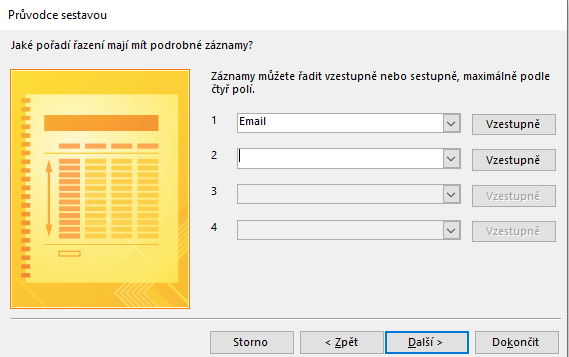 Průvodce sestavou
Jaké pořadí řazení mají mít podrobné záznamy?
Záznamy můžete řadit vzestupně nebo sestupně, maximálně podle
čtyř polí.
1 Email Vzestupně
2 Vzestupně
3 Vzestupně
4 Vzestupně
Storno < Zpět Další > Dokončit